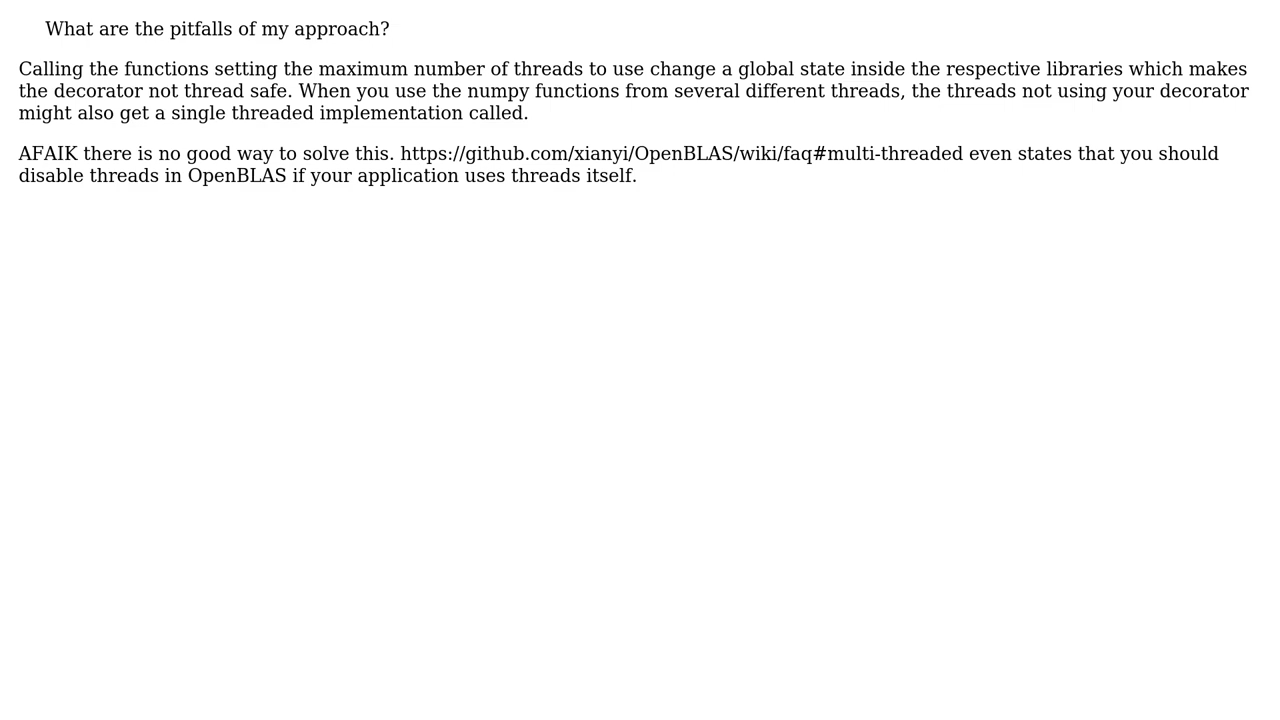 What are the pitfalls of my approach?
Calling the functions setting the maximum number of threads to use change a global state inside the respective libraries which makes
the decorator not thread safe. When you use the numpy functions from several different threads, the threads not using your decorator
might also get a single threaded implementation called.
AFAIK there is no good way to solve this. https://github.com/xianyi/OpenBLAS/wiki/faq#multi-threaded even states that you should
disable threads in OpenBLAS if your application uses threads itself.